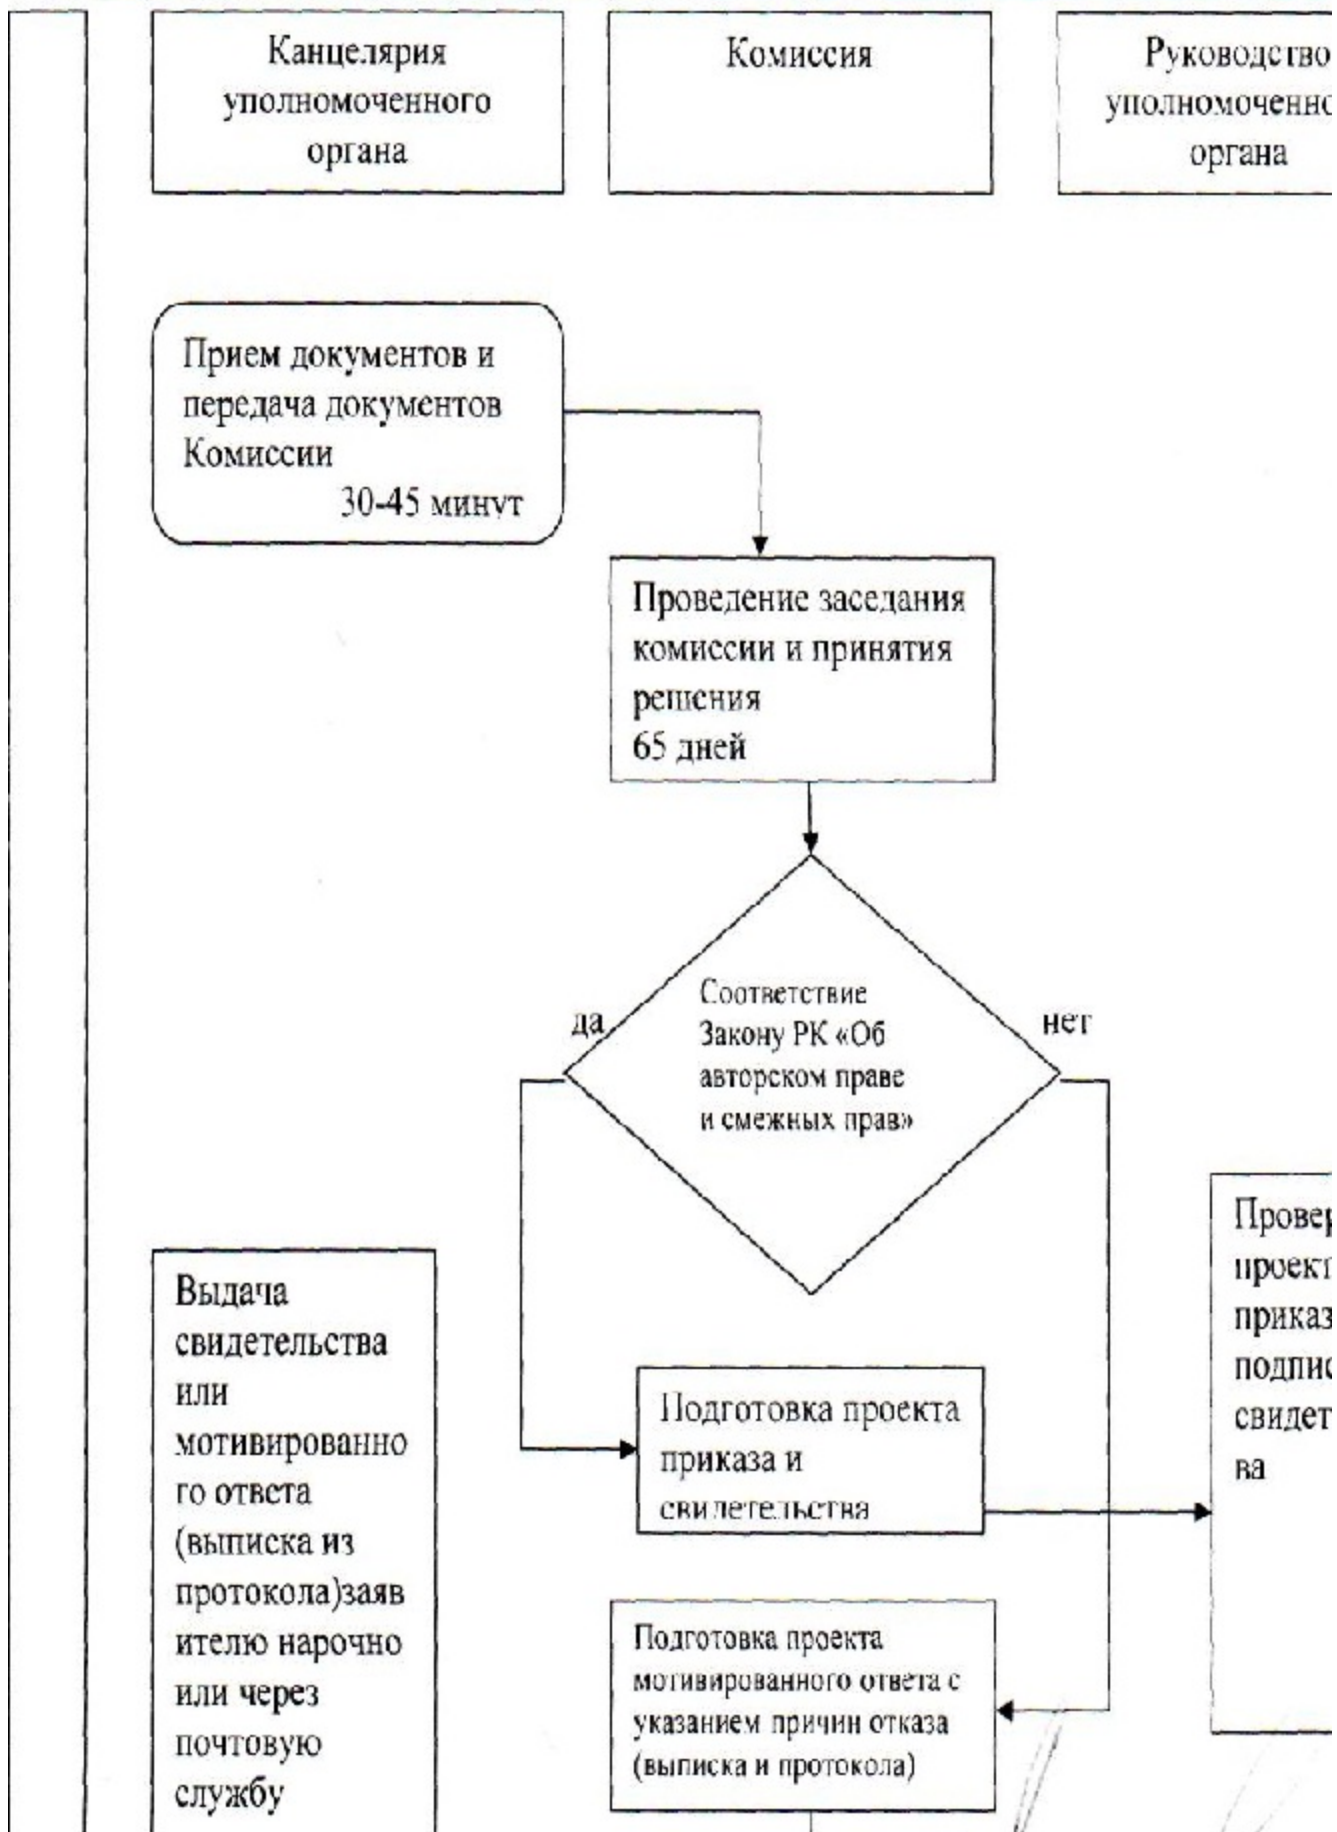 Канцелярия
уполномоченного
органа
Комиссия
Руководство
уполномоченно
органа
Прием документов и
передача документов
Комиссии
30-45 минут
Проведение заседания
комиссии и принятия
решения
65 дней
Соответствие
Закону РК «Об
авторском праве
и смежных прав»
да
нет
Подготовка проекта
приказа и
свидетельства
Провер
проект
приказ
подпис
свидет
ва
Выдача
свидетельства
или
мотивированно
го ответа
(выписка из
протокола)заяв
ителю нарочно
или через
почтовую
службу
Подготовка проекта
мотивированного ответа с
указанием причин отказа
(выписка и протокола)